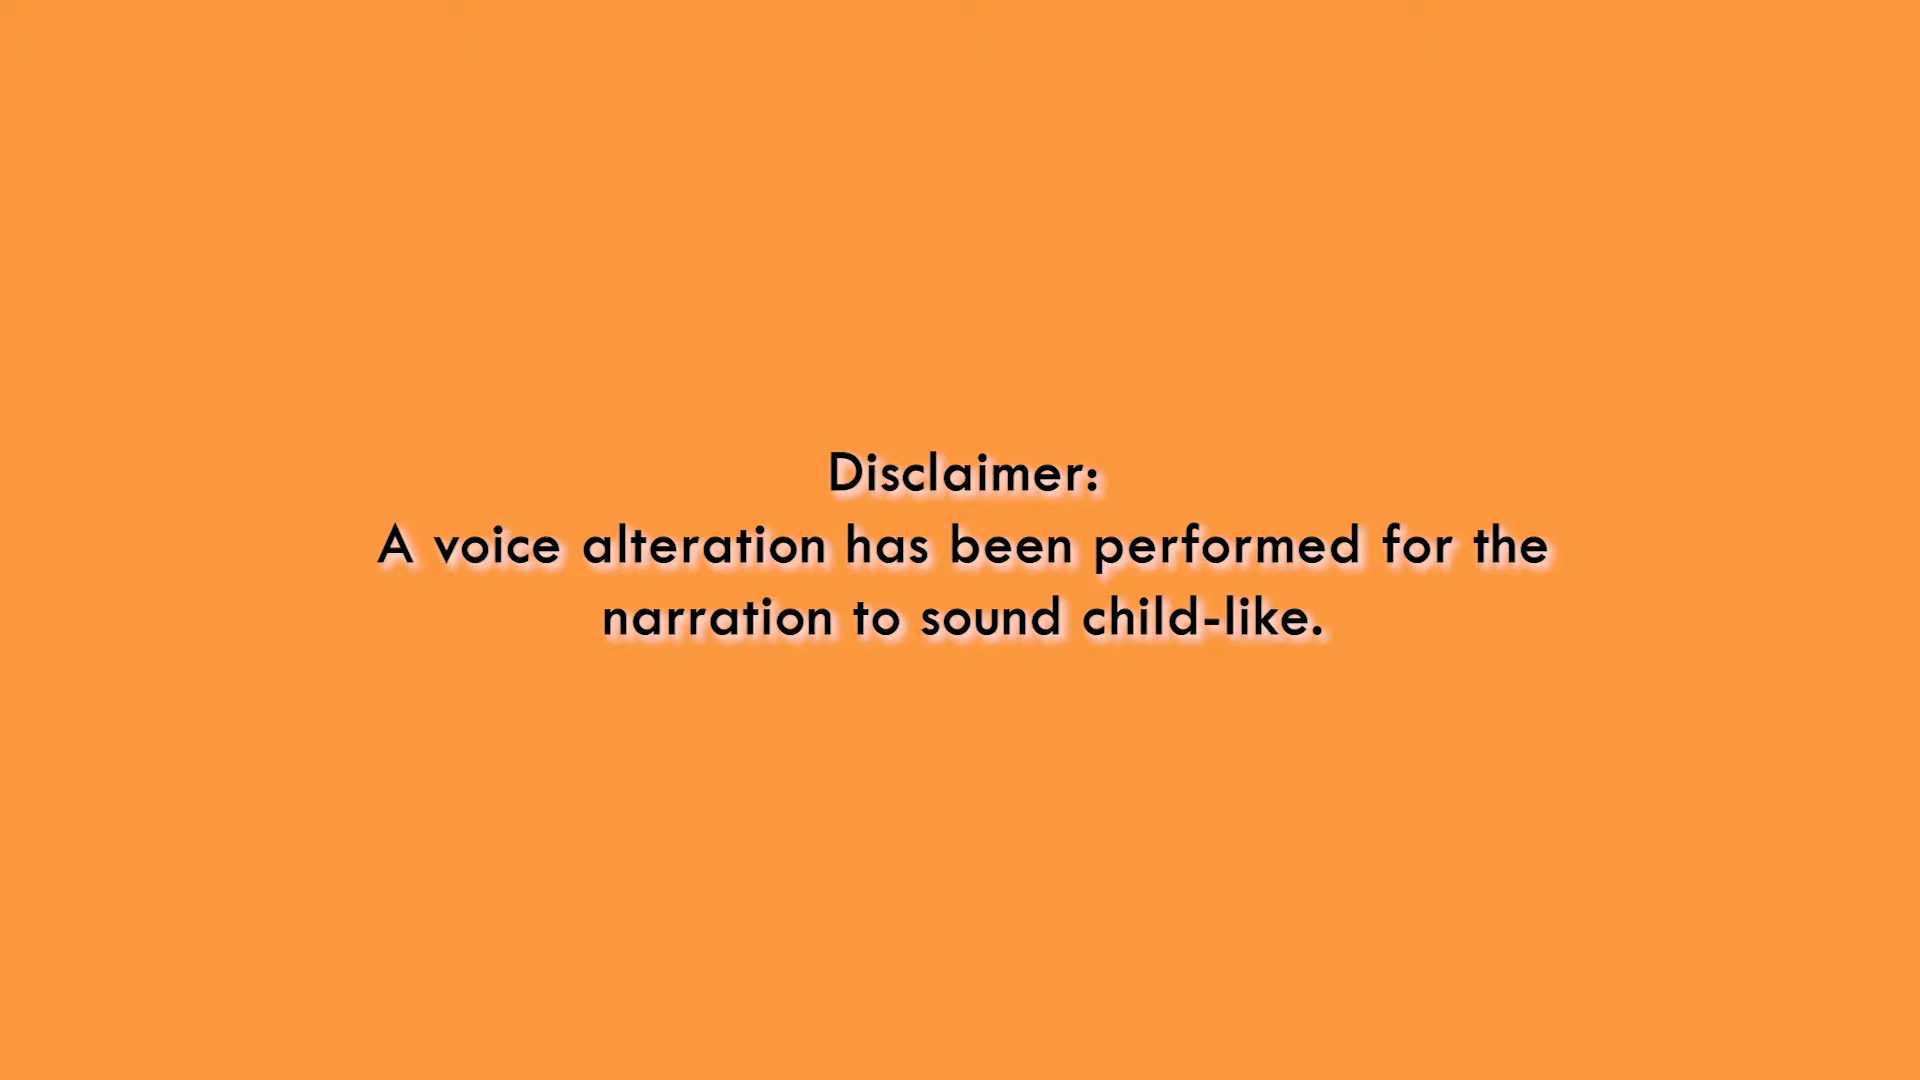 Disclaimer:
A voice alteration has been performed for the
narration to sound child-like.